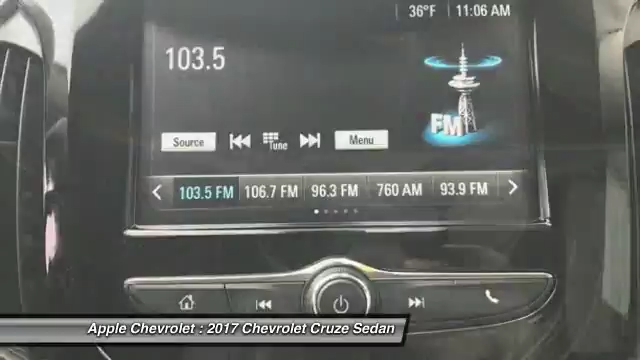 36°F 11:06 AM
103.5
FM
Source Tune Menu
103.5 FM 106.7 FM 96.3 FM 760 AM 93.9 FM
Apple Chevrolet : 2017 Chevrolet Cruze Sedan